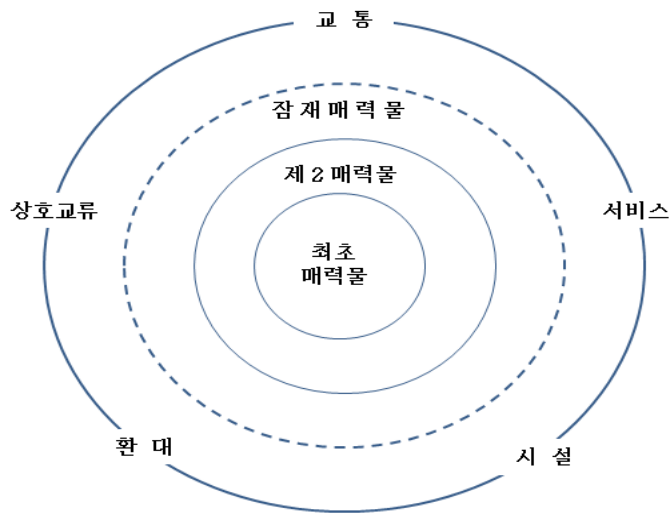 교 통
잠 재 매 력 물
제 2 매력물
상호교류
서비스
최초
매력물
환 대
시 설